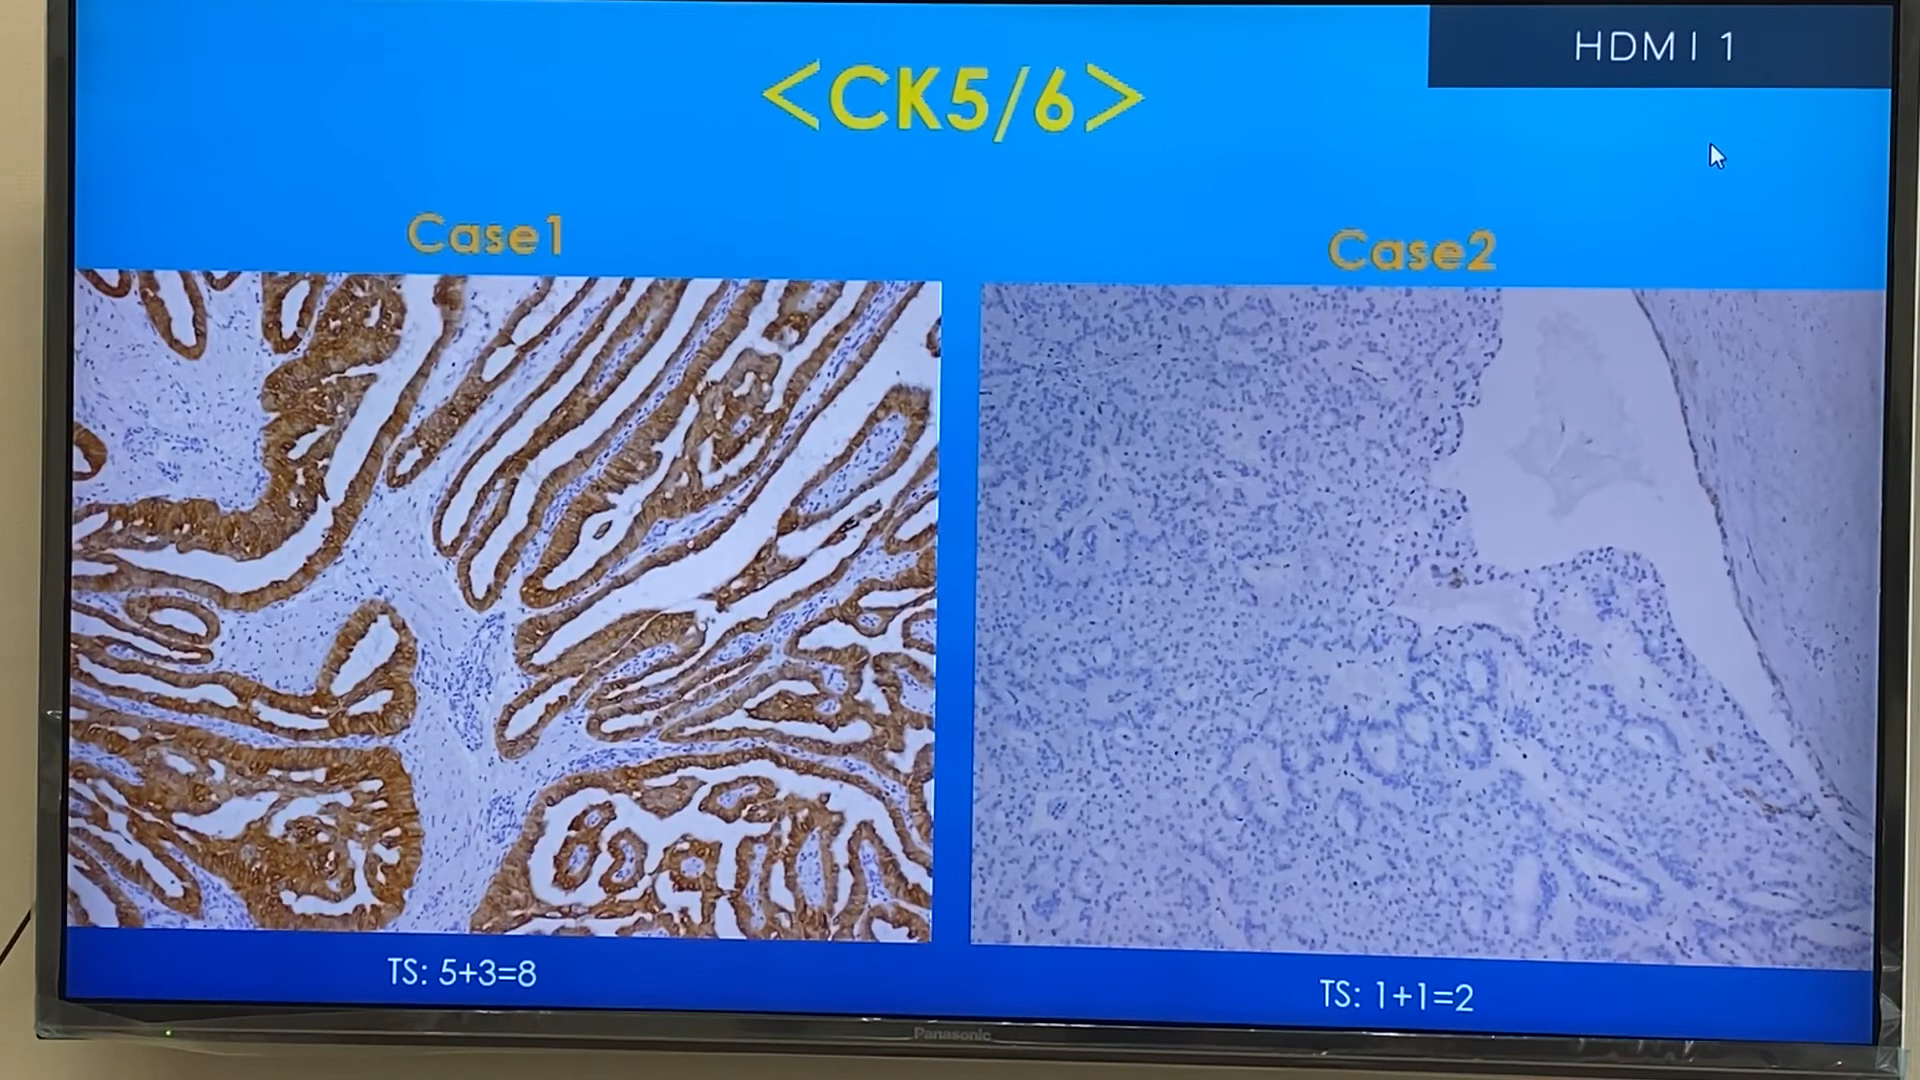 HDMI 1
<CK5/6>
Case1
Case2
TS: 5+3=8
TS: 1+1=2
Panasonic